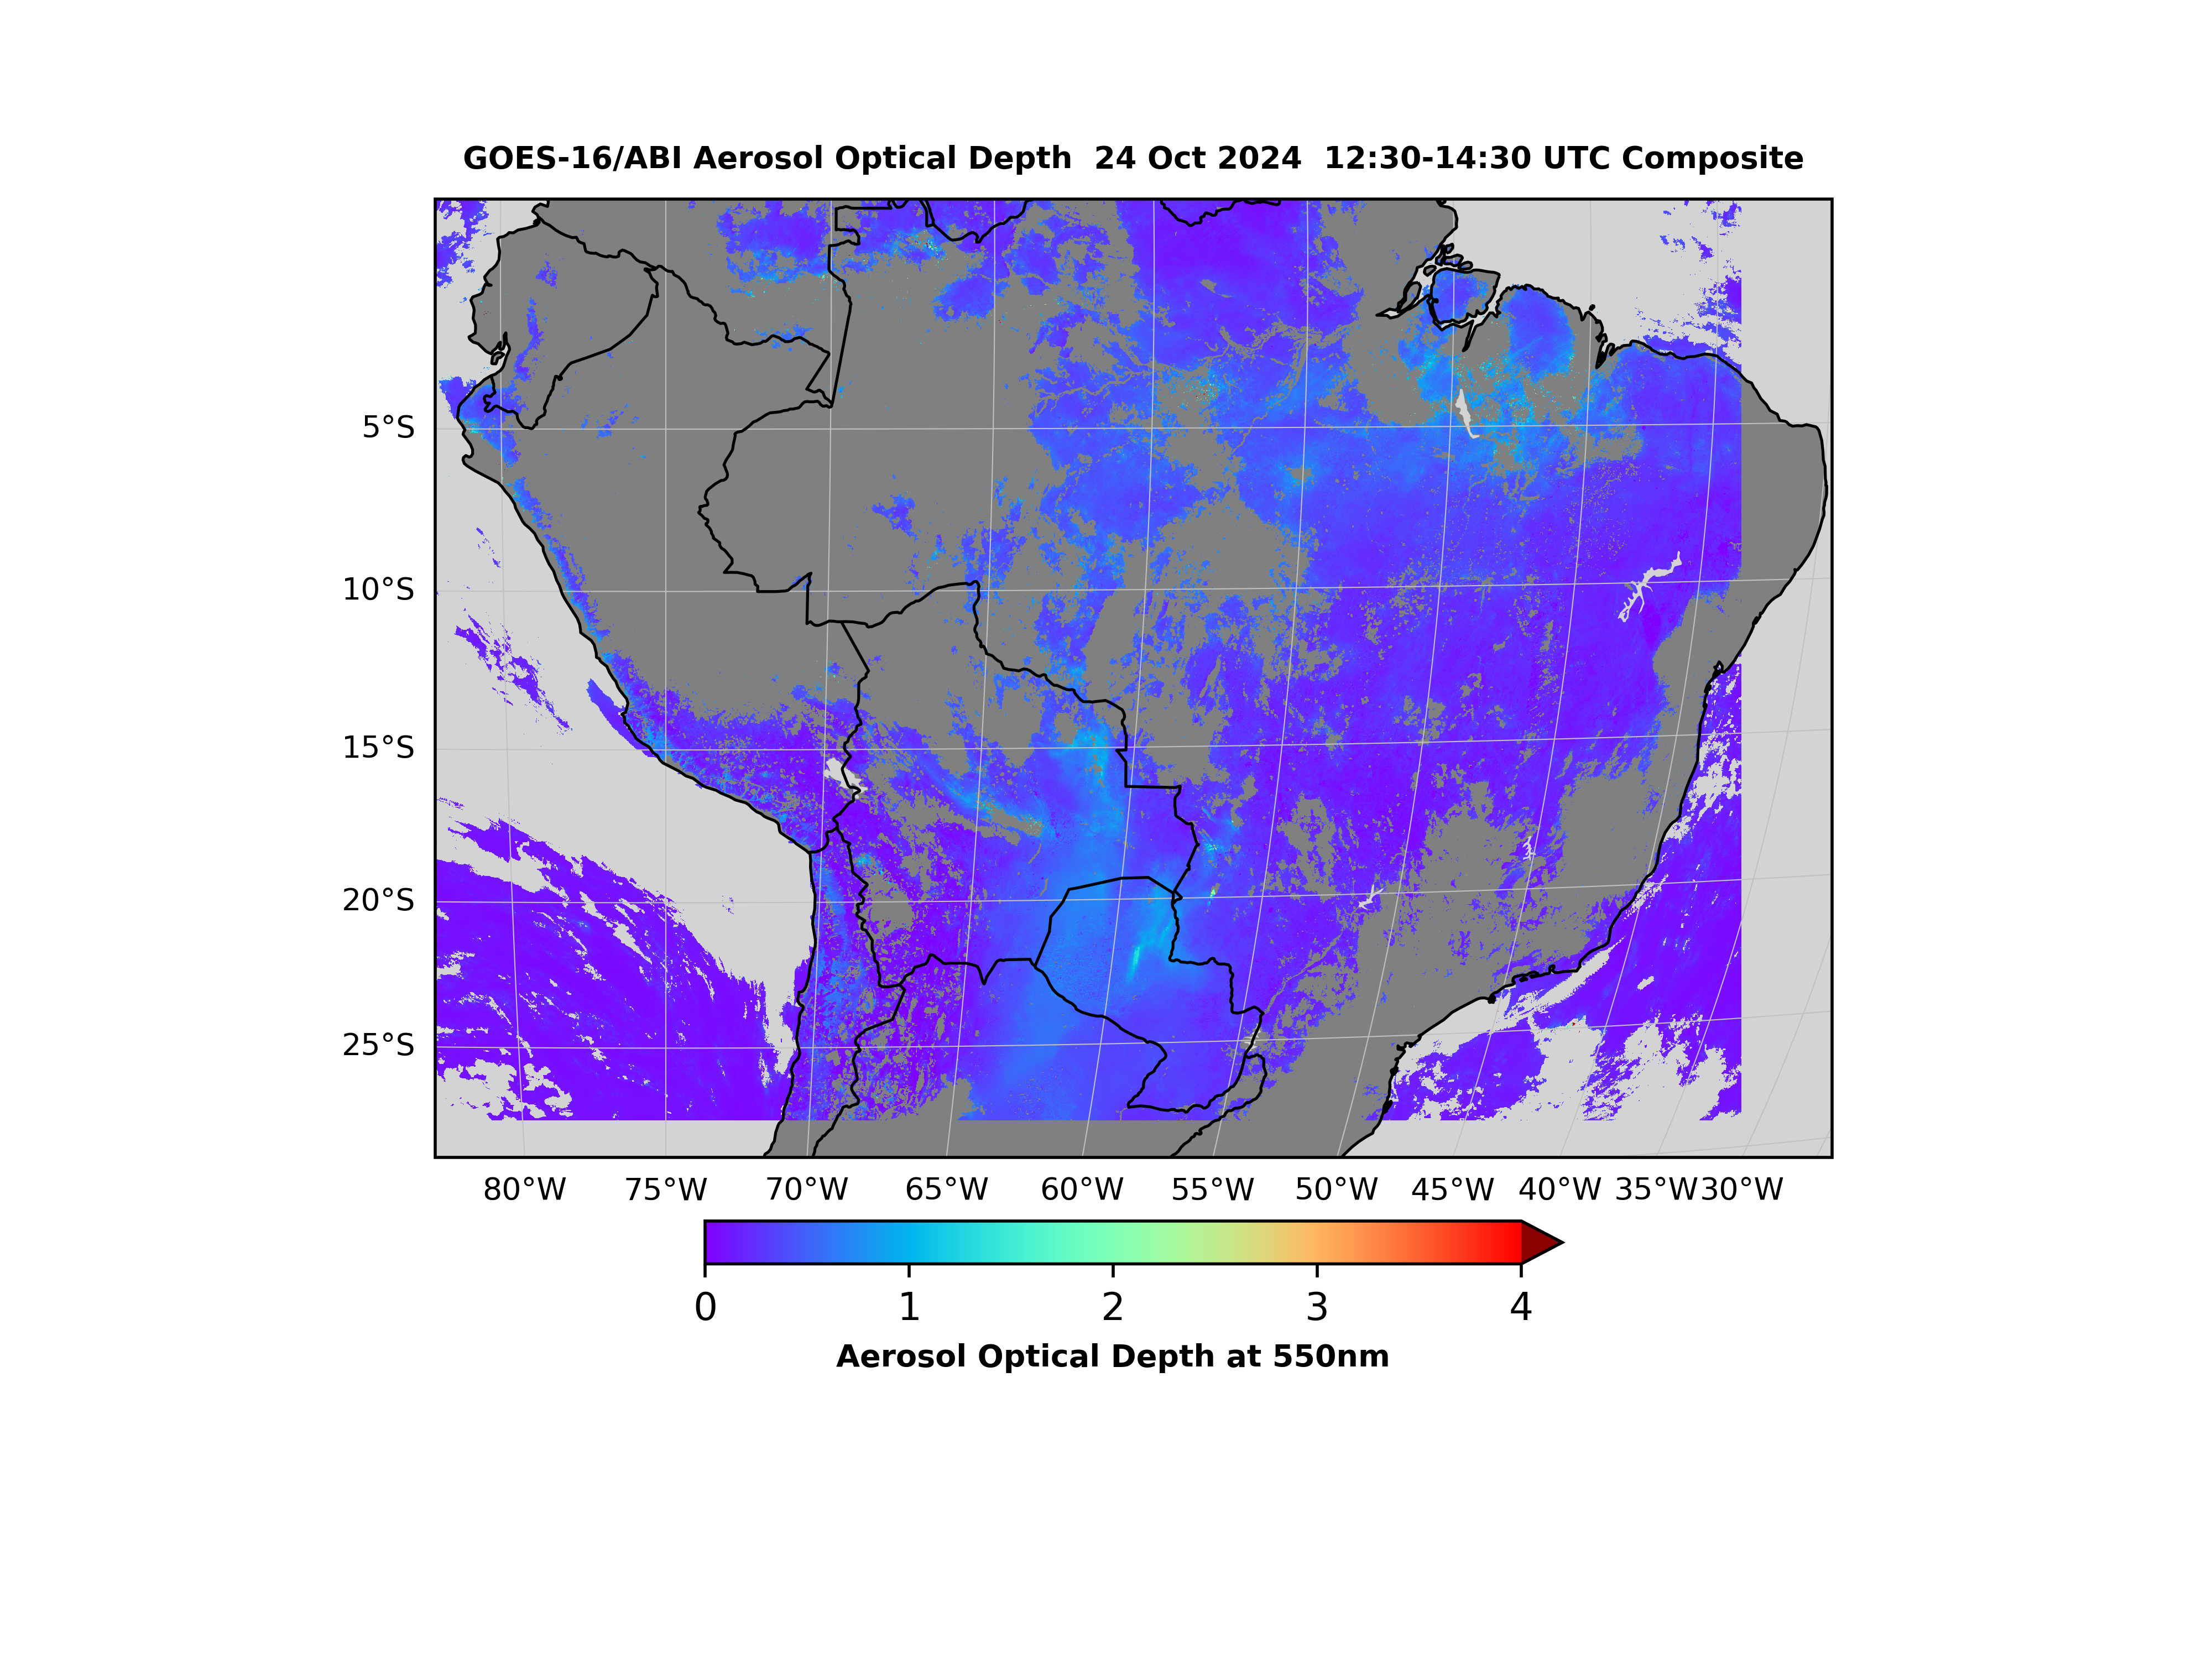 GOES-16/ABI Aerosol Optical Depth  24 Oct 2024  12:30-14:30 UTC Composite
5°S
10°S
15°S
20°S
25°S
80°W 75°W 70°W 65°W 60°W 55°W 50°W 45°W 40°W 35°W 30°W
0 1 2 3 4
Aerosol Optical Depth at 550nm